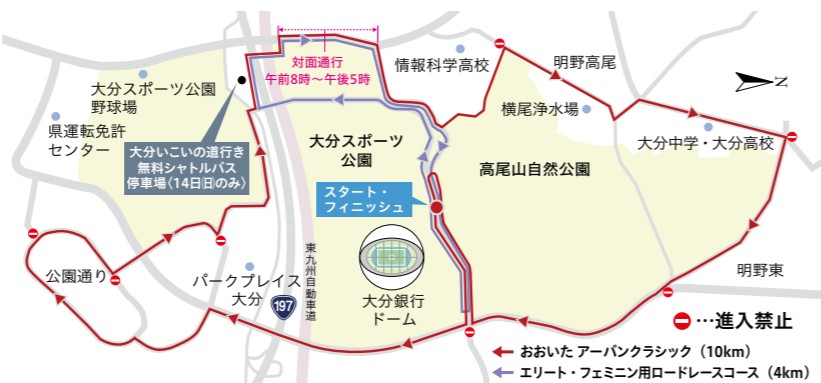 対面通行
午前8時～午後5時
情報科学高校
明野高尾
N
大分スポーツ公園
野球場
横尾浄水場
県運転免許
センター
大分いこいの道行き
無料シャトルバス
停車場〈14日㈰のみ〉
大分スポーツ
公園
大分中学・大分高校
高尾山自然公園
スタート・
フィニッシュ
東九州自動車道
公園通り
パークプレイス
大分
197
大分銀行
ドーム
明野東
…進入禁止
おおいた アーバンクラシック（10km）
エリート・フェミニン用ロードレースコース（4km）